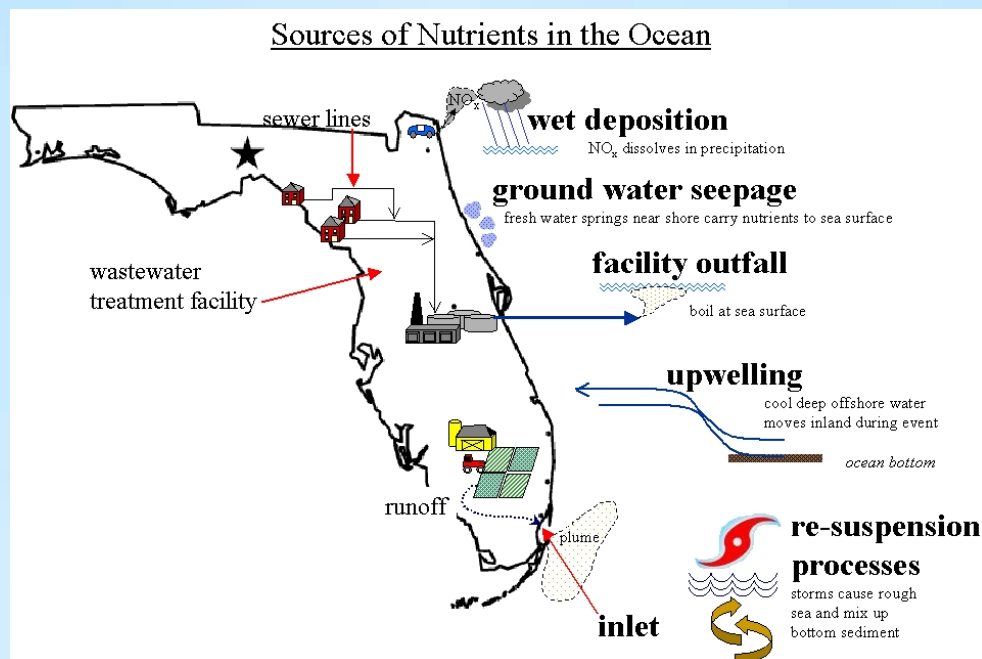 Sources of Nutrients in the Ocean
sewer lines
NOx
wet deposition
NOx dissolves in precipitation
ground water seepage
fresh water springs near shore carry nutrients to sea surface
wastewater
treatment facility
facility outfall
boil at sea surface
upwelling
cool deep offshore water
moves inland during event
ocean bottom
runoff
plume
inlet
re-suspension
processes
storms cause rough
sea and mix up
bottom sediment